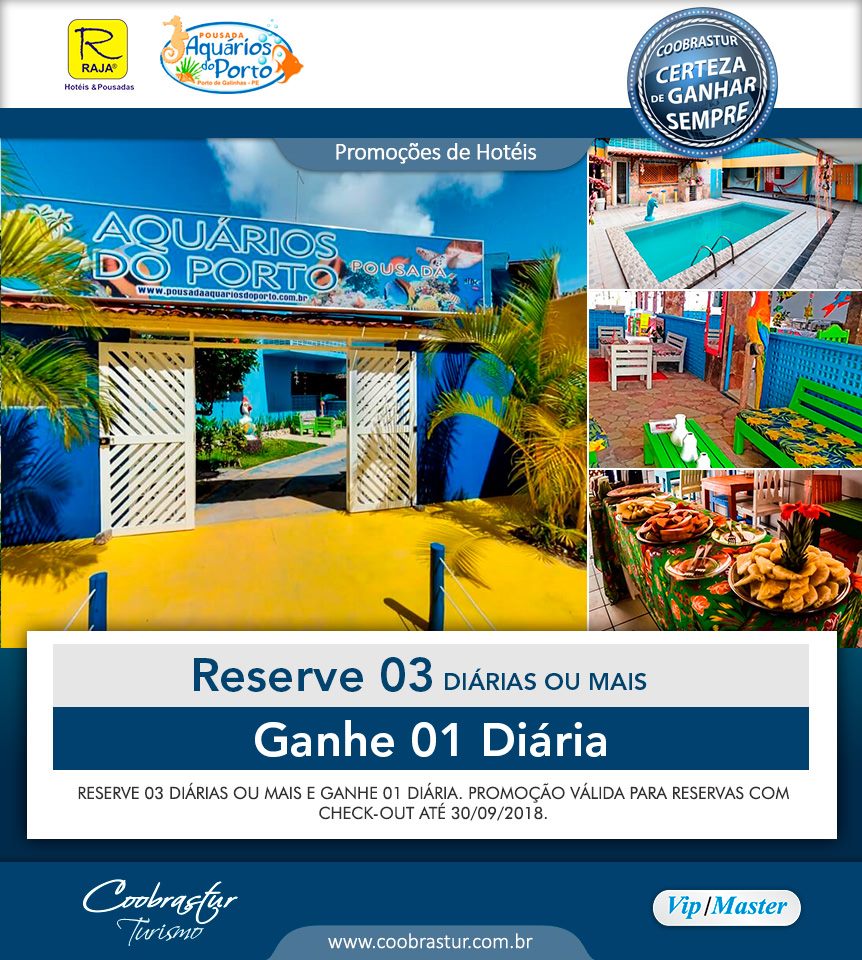 R
RAJA®
Hotéis & Pousadas
POUSADA
Aquários
do Porto
Porto de Galinhas - PE
COOBRASTUR
CERTEZA
DE GANHAR
SEMPRE
Promoções de Hotéis
AQUÁRIOS
DO PORTO
POUSADA
www.pousadaaquariosdoporto.com.br
Reserve 03 DIÁRIAS OU MAIS
Ganhe 01 Diária
RESERVE 03 DIÁRIAS OU MAIS E GANHE 01 DIÁRIA. PROMOÇÃO VÁLIDA PARA RESERVAS COM
CHECK-OUT ATÉ 30/09/2018.
Coobrastur
Turismo
Vip/Master
www.coobrastur.com.br